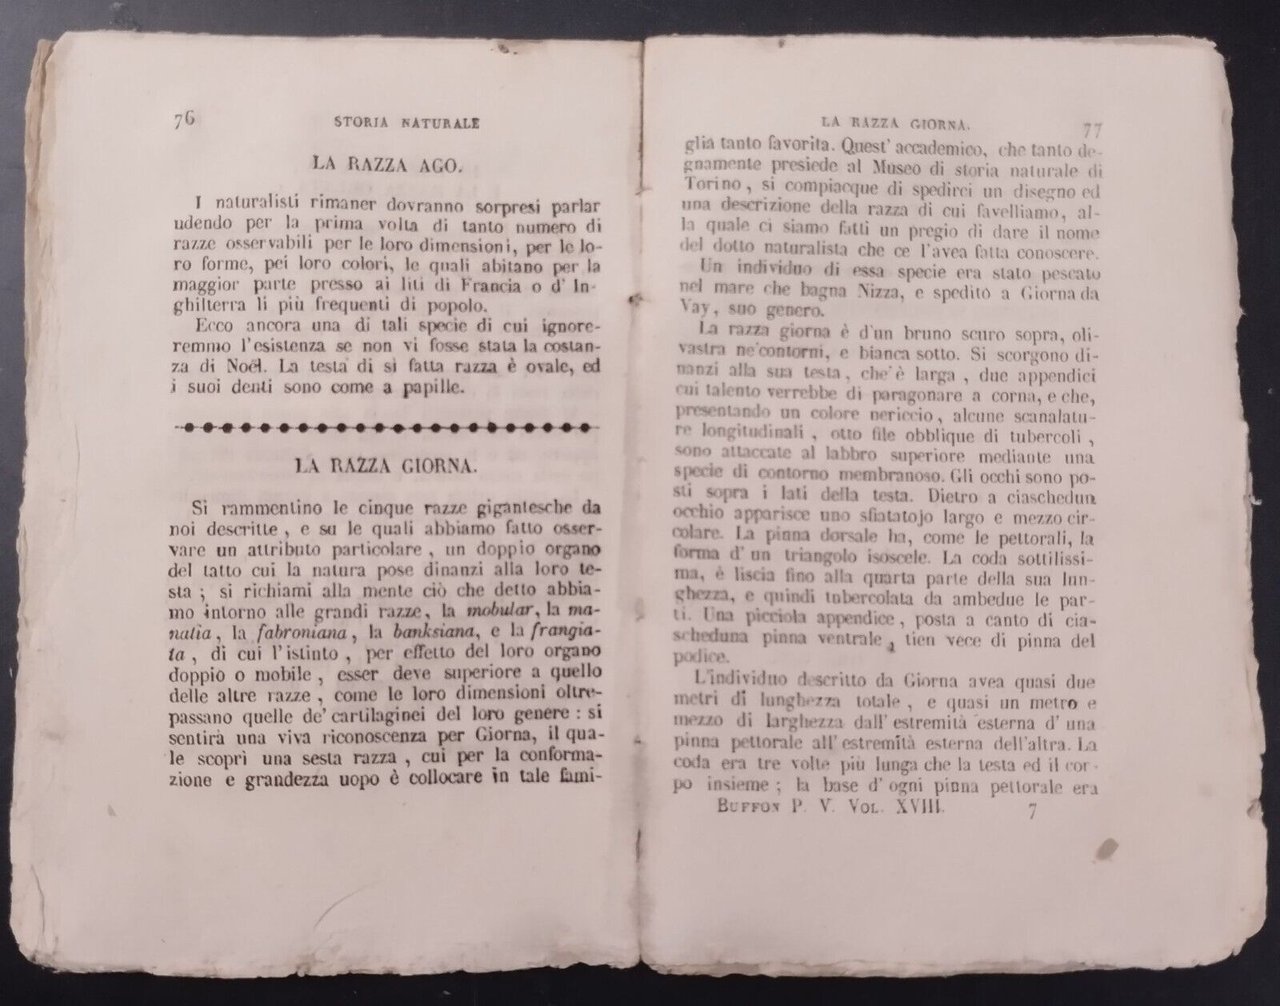 76
STORIA NATURALE
LA RAZZA AGO.
I naturalisti rimaner dovranno sorpresi parlar
udendo per la prima volta di tanto numero di
razze osservabili per le loro dimensioni, per le lo-
ro forme, pei loro colori, le quali abitano per la
maggior parte presso ai liti di Francia o d' In-
ghilterra li più frequenti di popolo.
Ecco ancora una di tali specie di cui ignore-
remmo l'esistenza se non vi fosse stata la costan-
za di Noël. La testa di sì fatta razza è ovale, ed
i suoi denti sono come a papille.
LA RAZZA GIORNA.
Si rammentino le cinque razze gigantesche da
noi descritte, e su le quali abbiamo fatto osser-
vare un attributo particolare, un doppio organo
del tatto cui la natura pose dinanzi alla loro te-
sta; si richiami alla mente ciò che detto abbia-
mo intorno alle grandi razze, la mobular, la ma-
natia, la fabroniana, la banksiana, e la frangia-
ta, di cui l'istinto, per effetto del loro organo
doppio o mobile, esser deve superiore a quello
delle altre razze, come le loro dimensioni oltre-
passano quelle de' cartilaginei del loro genere: si
sentirà una viva riconoscenza per Giorna, il qua-
le scoprì una sesta razza, cui per la conforma-
zione e grandezza uopo è collocare in tale fami-
LA RAZZA GIORNA.
77
glia tanto favorita. Quest' accademico, che tanto de-
gnamente presiede al Museo di storia naturale di
Torino, si compiacque di spedirci un disegno ed
una descrizione della razza di cui favelliamo, al-
la quale ci siamo fatti un pregio di dare il nome
del dotto naturalista che ce l'avea fatta conoscere.
Un individuo di essa specie era stato pescato
nel mare che bagna Nizza, e spedito a Giorna da
Vay, suo genero.
La razza giorna è d'un bruno scuro sopra, oli-
vastra ne'contorni, e bianca sotto. Si scorgono di-
nanzi alla sua testa, che'è larga, due appendici
cui talento verrebbe di paragonare a corna, e che,
presentando un colore nericcio, alcune scanalatu-
re longitudinali, otto file obblique di tubercoli,
sono attaccate al labbro superiore mediante una
specie di contorno membranoso. Gli occhi sono po-
sti sopra i lati della testa. Dietro a ciaschedun
occhio apparisce uno sfiatatojo largo e mezzo cir-
colare. La pinna dorsale ha, come le pettorali, la
forma d' un triangolo isoscele. La coda sottilissi-
ma, è liscia fino alla quarta parte della sua lun-
ghezza, e quindi tubercolata da ambedue le par-
ti. Una picciola appendice, posta a canto di cia-
scheduna pinna ventrale, tien vece di pinna del
podice.
L'individuo descritto da Giorna avea quasi due
metri di lunghezza totale, e quasi un metro e
mezzo di larghezza dall'estremità esterna d' una
pinna pettorale all'estremità esterna dell'altra. La
coda era tre volte più lunga che la testa ed il cor-
po insieme; la base d' ogni pinna pettorale era
BUFFON P. V. VOL. XVIII. 7